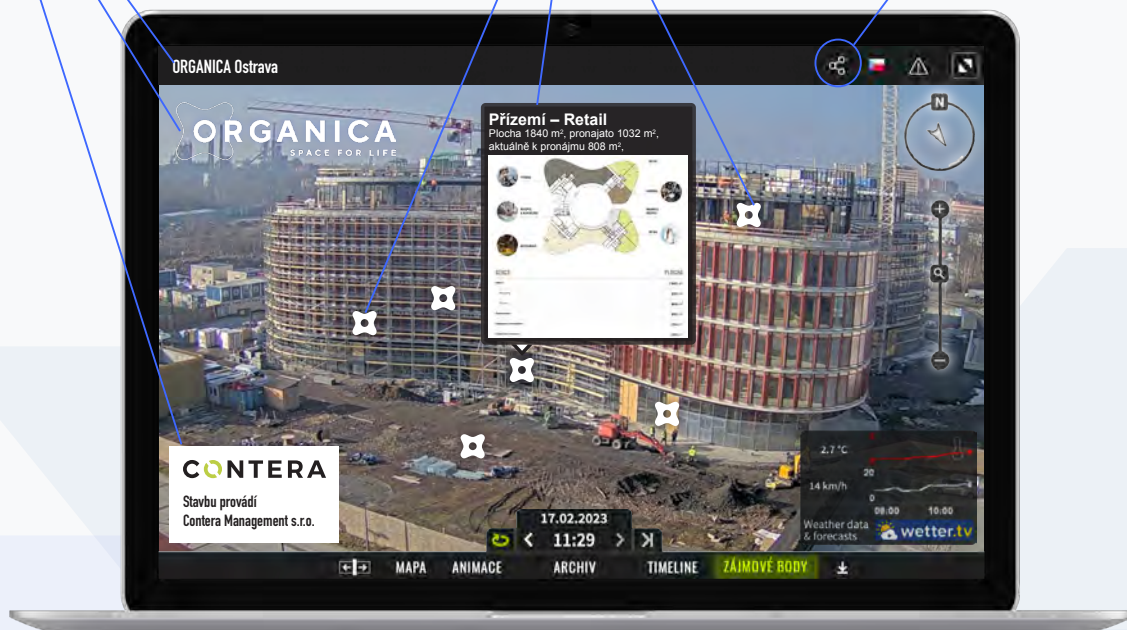 ORGANICA Ostrava
ORGANICA
SPACE FOR LIFE
Přízemí – Retail
Plocha 1840 m², pronajato 1032 m²,
aktuálně k pronájmu 808 m²,
N
CONTERA
Stavbu provádí
Contera Management s.r.o.
2.7 °C
20
14 km/h
0
08:00 10:00
Weather data
& forecasts
wetter.tv
17.02.2023
11:29
MAPA ANIMACE ARCHIV TIMELINE ZÁJMOVÉ BODY